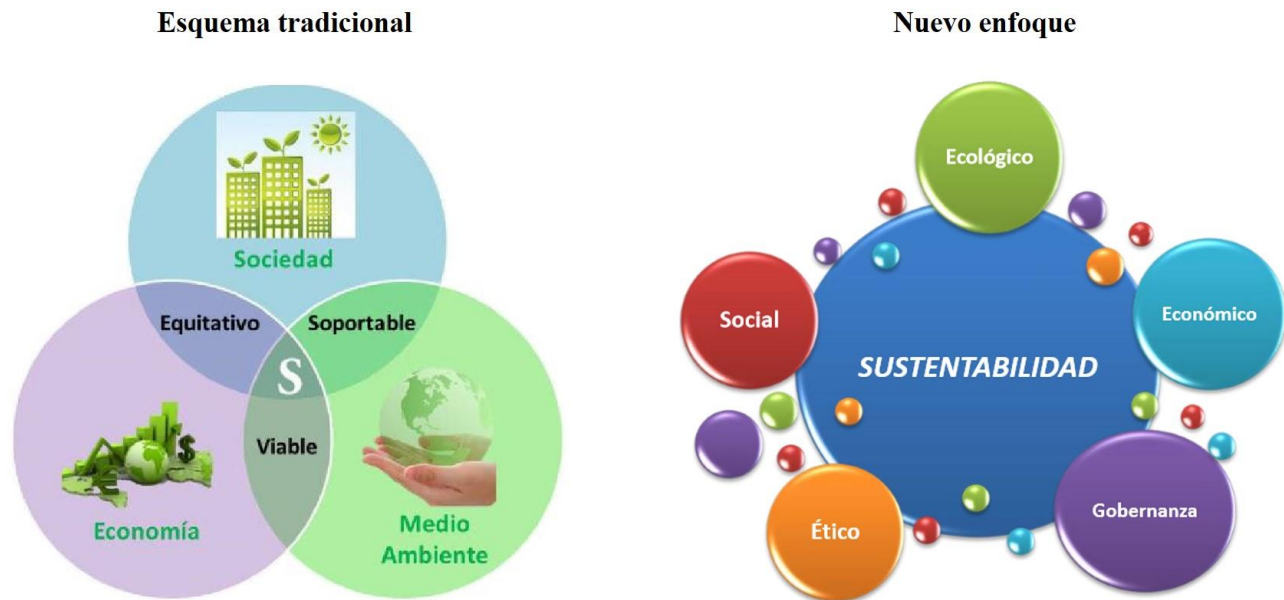 Esquema tradicional
Sociedad
Equitativo
Soportable
S
Viable
Economía
Medio
Ambiente
Nuevo enfoque
Ecológico
Social
Económico
SUSTENTABILIDAD
Ético
Gobernanza